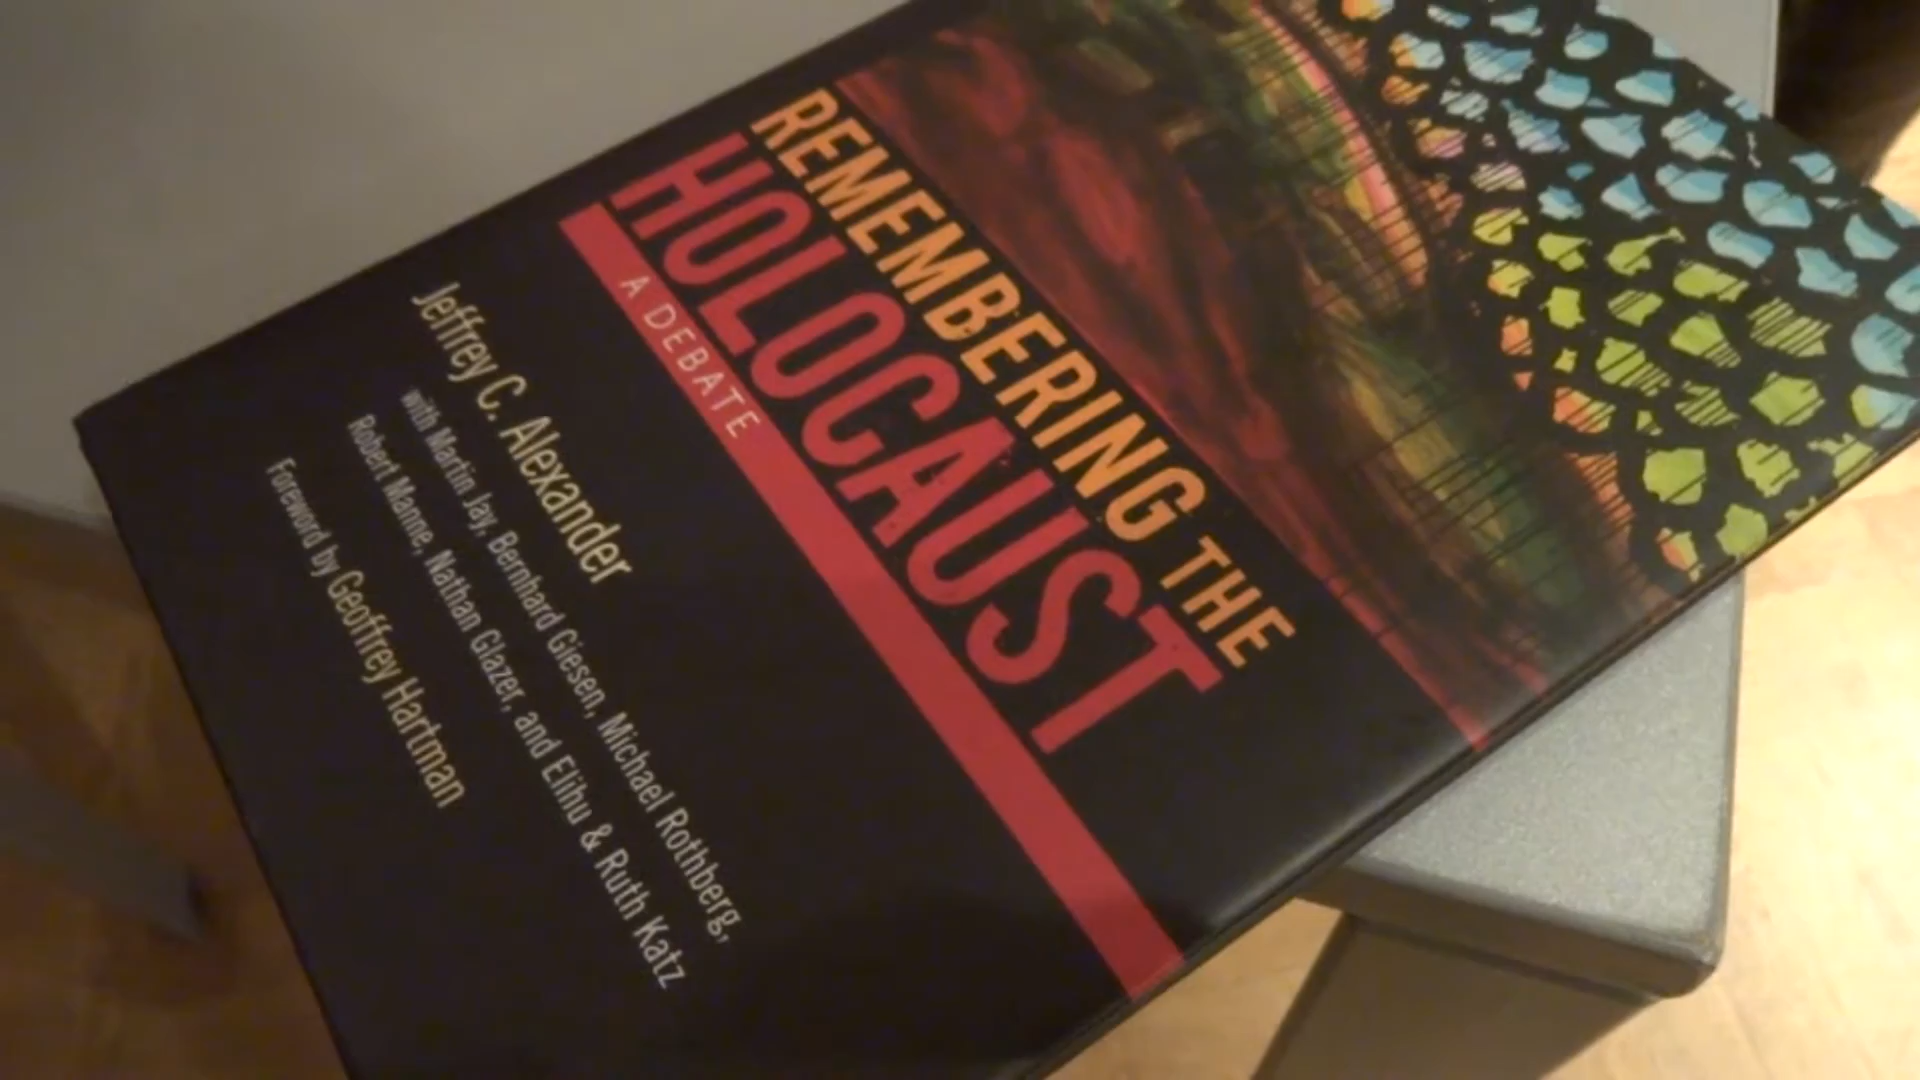 REMEMBERING THE
HOLOCAUST
A DEBATE
Jeffrey C. Alexander
with Martin Jay, Bernhard Giesen, Michael Rothberg,
Robert Manne, Nathan Glazer, and Elihu & Ruth Katz
Foreword by Geoffrey Hartman